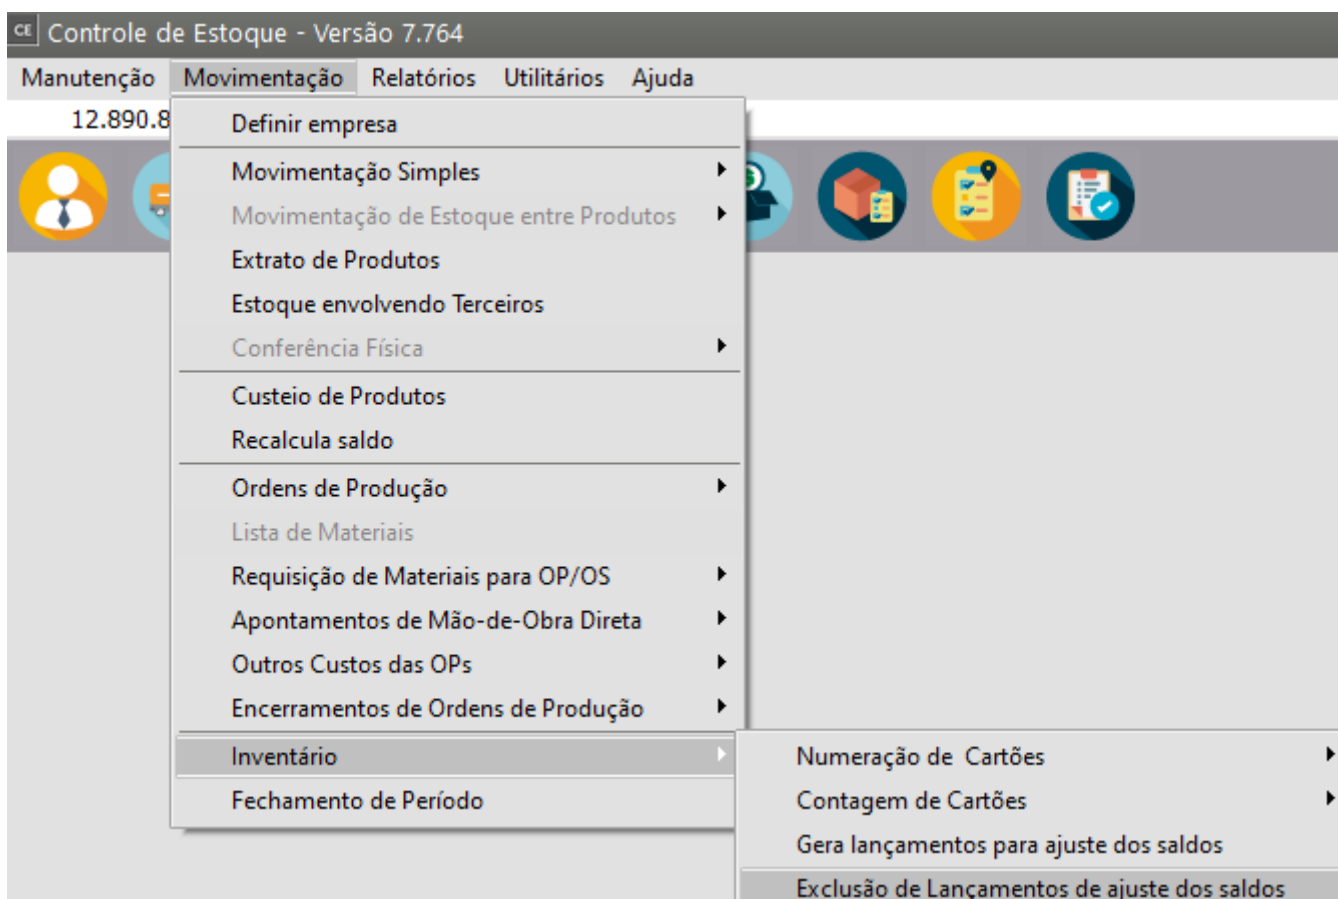 CE Controle de Estoque - Versão 7.764
Manutenção Movimentação Relatórios Utilitários Ajuda
12.890.8
Definir empresa
Movimentação Simples
Movimentação de Estoque entre Produtos
Extrato de Produtos
Estoque envolvendo Terceiros
Conferência Física
Custeio de Produtos
Recalcula saldo
Ordens de Produção
Lista de Materiais
Requisição de Materiais para OP/OS
Apontamentos de Mão-de-Obra Direta
Outros Custos das OPs
Encerramentos de Ordens de Produção
Inventário
Fechamento de Período
Numeração de Cartões
Contagem de Cartões
Gera lançamentos para ajuste dos saldos
Exclusão de Lançamentos de ajuste dos saldos